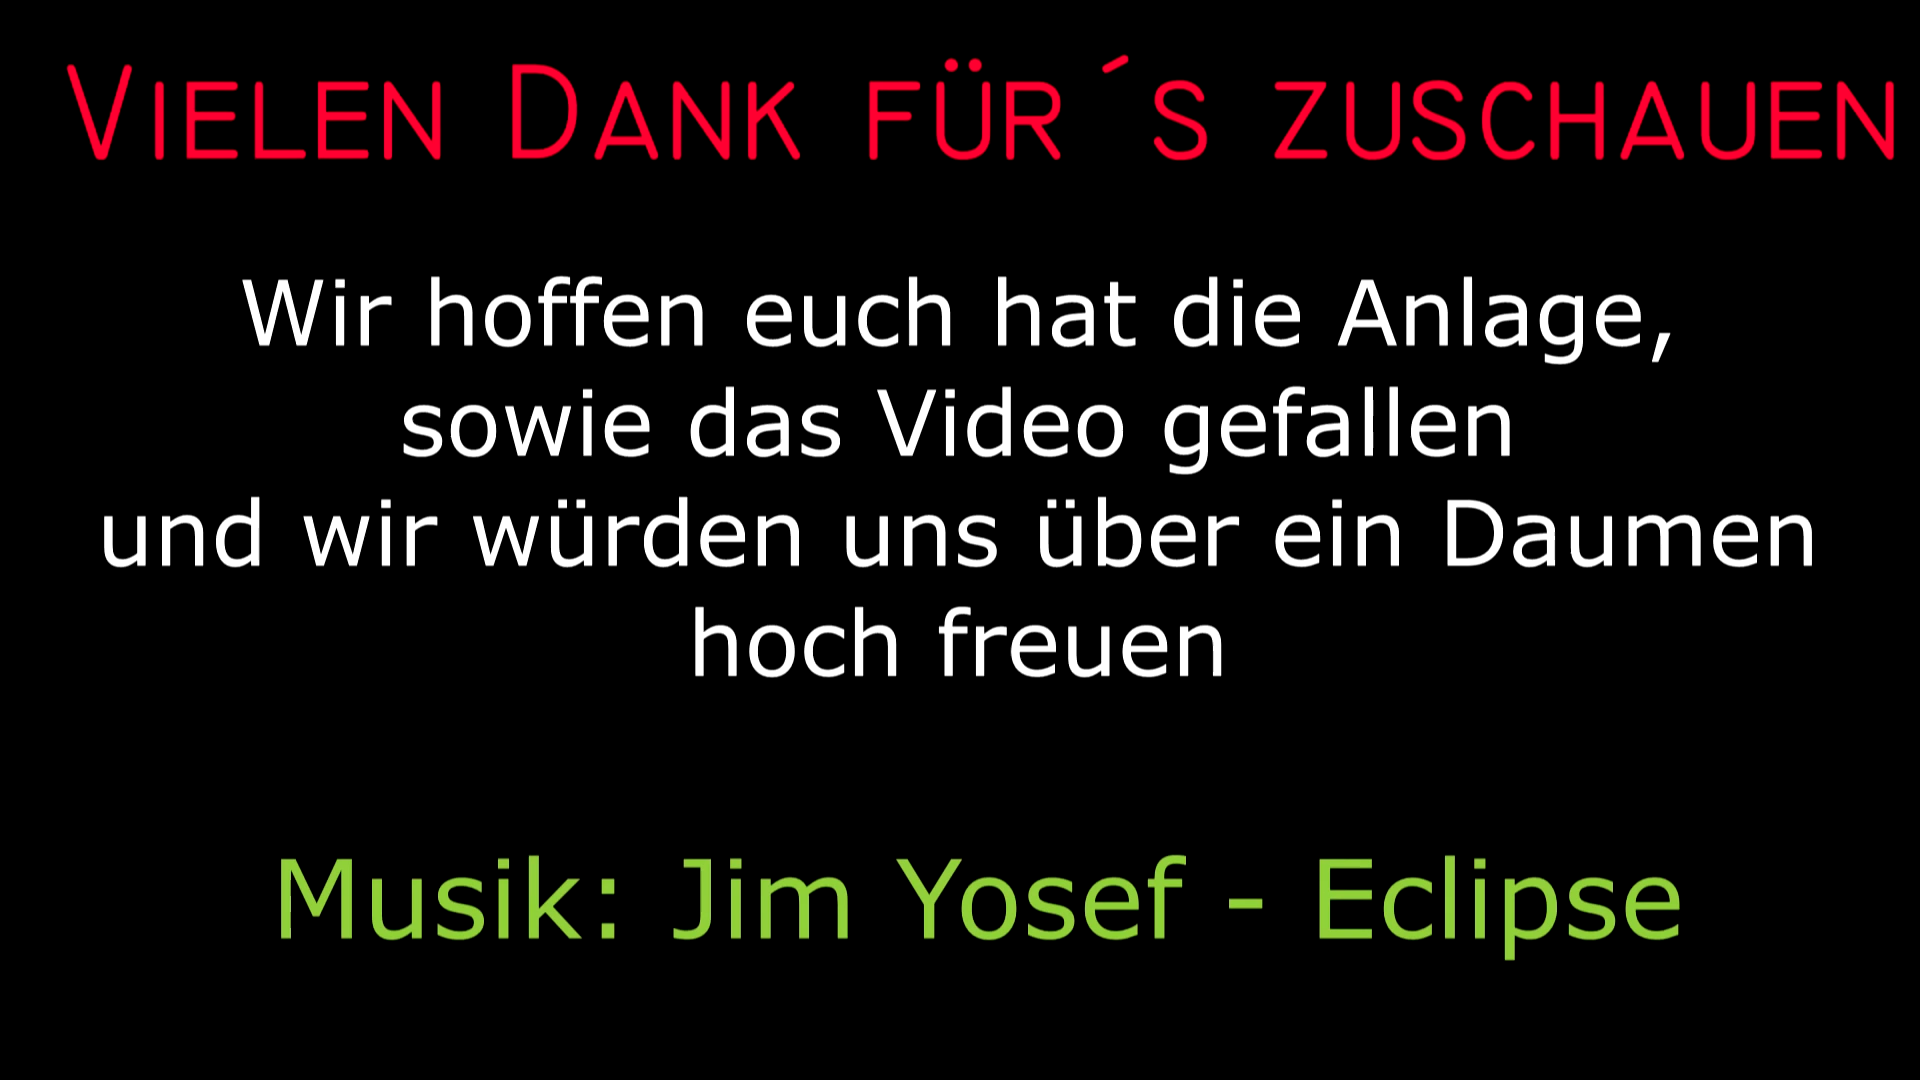 Vielen Dank für´s zuschauen
Wir hoffen euch hat die Anlage,
sowie das Video gefallen
und wir würden uns über ein Daumen
hoch freuen
Musik: Jim Yosef - Eclipse